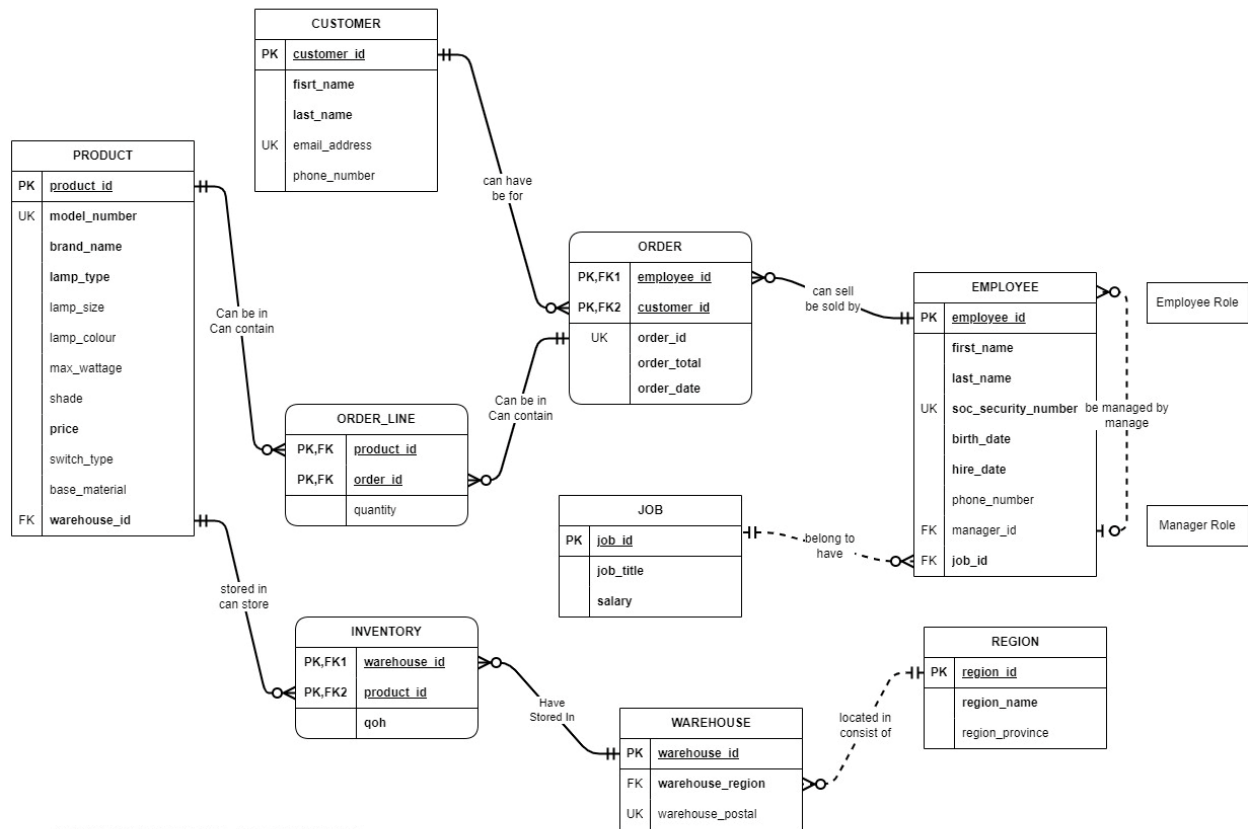 CUSTOMER
PK customer_id
fisrt_name
last_name
UK email_address
phone_number
PRODUCT
PK product_id
UK model_number
brand_name
lamp_type
lamp_size
lamp_colour
max_wattage
shade
price
switch_type
base_material
FK warehouse_id
can have
be for
Can be in
Can contain
ORDER
PK,FK1 employee_id
PK,FK2 customer_id
UK order_id
order_total
order_date
can sell
be sold by
EMPLOYEE
PK employee_id
first_name
last_name
UK soc_security_number
birth_date
hire_date
phone_number
FK manager_id
FK job_id
Employee Role
be managed by
manage
Manager Role
ORDER_LINE
PK,FK product_id
PK,FK order_id
quantity
Can be in
Can contain
JOB
PK job_id
job_title
salary
belong to
have
stored in
can store
INVENTORY
PK,FK1 warehouse_id
PK,FK2 product_id
qoh
Have
Stored In
WAREHOUSE
PK warehouse_id
FK warehouse_region
UK warehouse_postal
located in
consist of
REGION
PK region_id
region_name
region_province